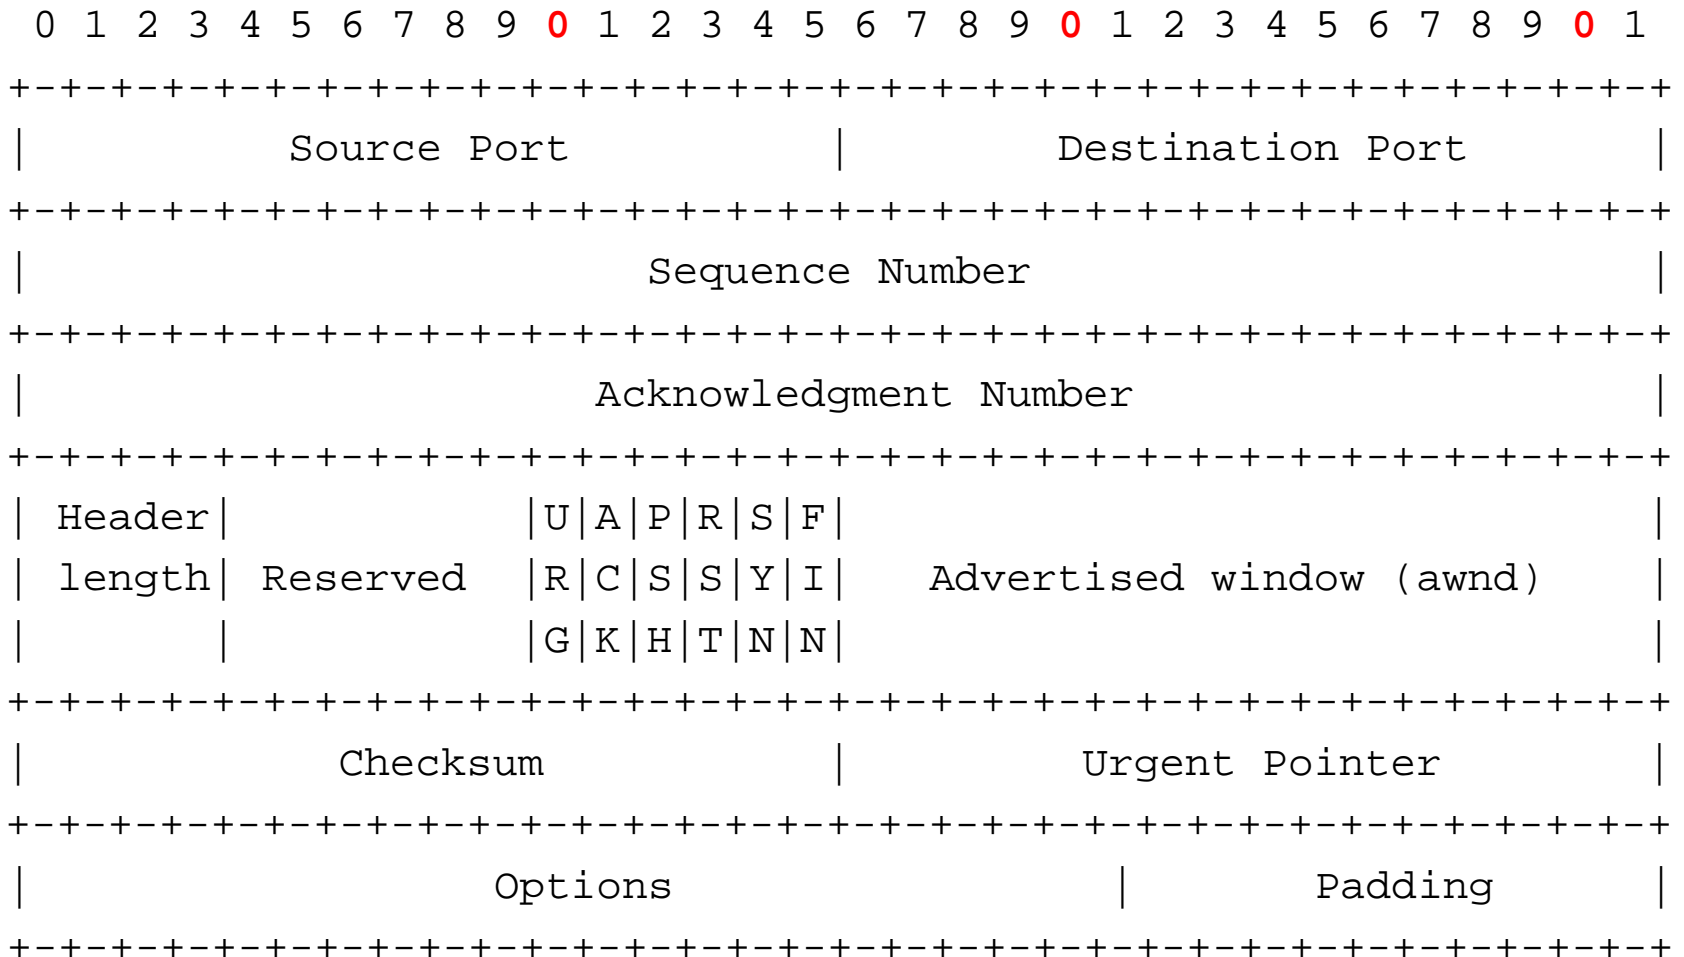 0 1 2 3 4 5 6 7 8 9 0 1 2 3 4 5 6 7 8 9 0 1 2 3 4 5 6 7 8 9 0 1
+-+-+-+-+-+-+-+-+-+-+-+-+-+-+-+-+-+-+-+-+-+-+-+-+-+-+-+-+-+-+-+-+
|          Source Port          |        Destination Port       |
+-+-+-+-+-+-+-+-+-+-+-+-+-+-+-+-+-+-+-+-+-+-+-+-+-+-+-+-+-+-+-+-+
|                        Sequence Number                        |
+-+-+-+-+-+-+-+-+-+-+-+-+-+-+-+-+-+-+-+-+-+-+-+-+-+-+-+-+-+-+-+-+
|                      Acknowledgment Number                    |
+-+-+-+-+-+-+-+-+-+-+-+-+-+-+-+-+-+-+-+-+-+-+-+-+-+-+-+-+-+-+-+-+
| Header|           |U|A|P|R|S|F|                               |
| length| Reserved  |R|C|S|S|Y|I|   Advertised window (awnd)    |
|       |           |G|K|H|T|N|N|                               |
+-+-+-+-+-+-+-+-+-+-+-+-+-+-+-+-+-+-+-+-+-+-+-+-+-+-+-+-+-+-+-+-+
|            Checksum           |         Urgent Pointer        |
+-+-+-+-+-+-+-+-+-+-+-+-+-+-+-+-+-+-+-+-+-+-+-+-+-+-+-+-+-+-+-+-+
|                  Options                 |       Padding      |
+-+-+-+-+-+-+-+-+-+-+-+-+-+-+-+-+-+-+-+-+-+-+-+-+-+-+-+-+-+-+-+-+